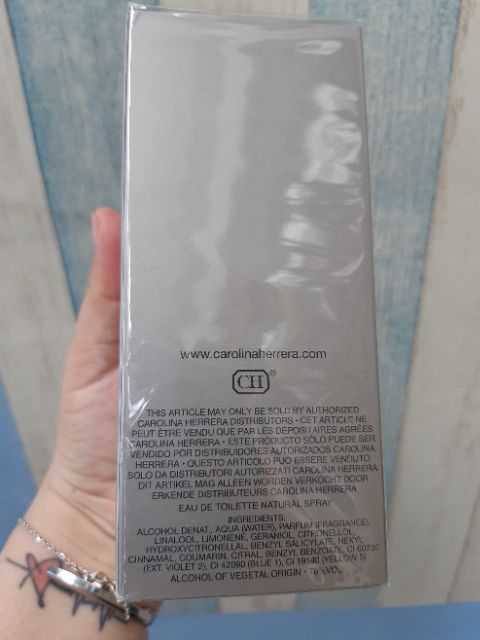 www.carolinaherrera.com
CH®
THIS ARTICLE MAY ONLY BE SOLD BY AUTHORIZED
CAROLINA HERRERA DISTRIBUTORS • CET ARTICLE NE
PEUT ÊTRE VENDU QUE PAR LES DÉPOSITAIRES AGRÉÉS
CAROLINA HERRERA • ESTE PRODUCTO SÓLO PUEDE SER
VENDIDO POR DISTRIBUIDORES AUTORIZADOS CAROLINA
HERRERA • QUESTO ARTICOLO PUÒ ESSERE VENDUTO
SOLO DA DISTRIBUTORI AUTORIZZATI CAROLINA HERRERA
DIT ARTIKEL MAG ALLEEN WORDEN VERKOCHT DOOR
ERKENDE DISTRIBUTEURS CAROLINA HERRERA
EAU DE TOILETTE NATURAL SPRAY
INGREDIENTS:
ALCOHOL DENAT., AQUA (WATER), PARFUM (FRAGRANCE),
LINALOOL, LIMONENE, GERANIOL, CITRONELLOL,
HYDROXYCITRONELLAL, BENZYL SALICYLATE, HEXYL
CINNAMAL, COUMARIN, CITRAL, BENZYL BENZOATE, CI 60730
(EXT. VIOLET 2), CI 42090 (BLUE 1), CI 19140 (YELLOW 5)
ALCOHOL OF VEGETAL ORIGIN • 78%VOL.